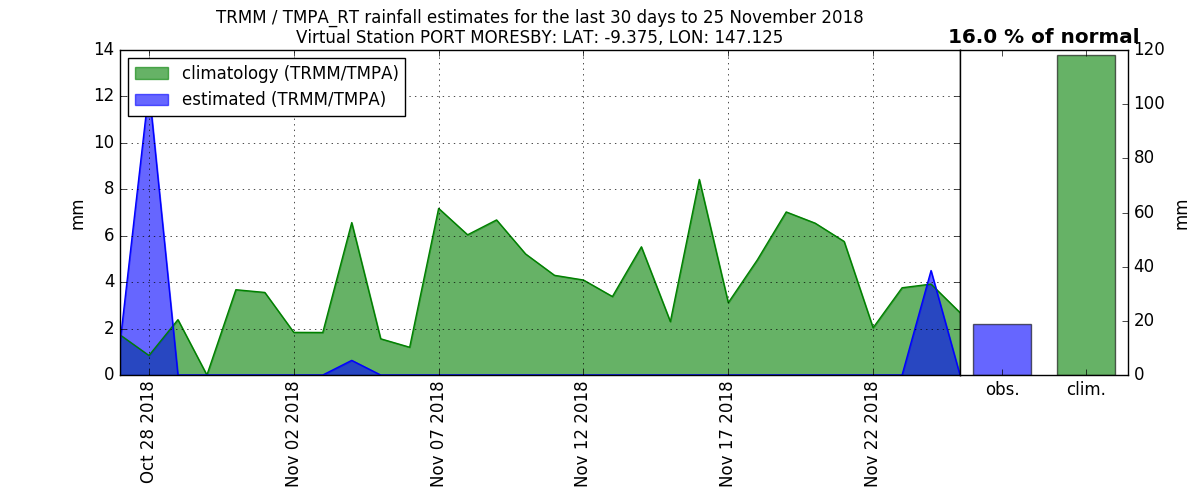 TRMM / TMPA_RT rainfall estimates for the last 30 days to 25 November 2018
Virtual Station PORT MORESBY: LAT: -9.375, LON: 147.125
16.0 % of normal
climatology (TRMM/TMPA)
estimated (TRMM/TMPA)
14
12
10
8
6
4
2
0
mm
Oct 28 2018
Nov 02 2018
Nov 07 2018
Nov 12 2018
Nov 17 2018
Nov 22 2018
120
100
80
60
40
20
0
mm
obs.
clim.